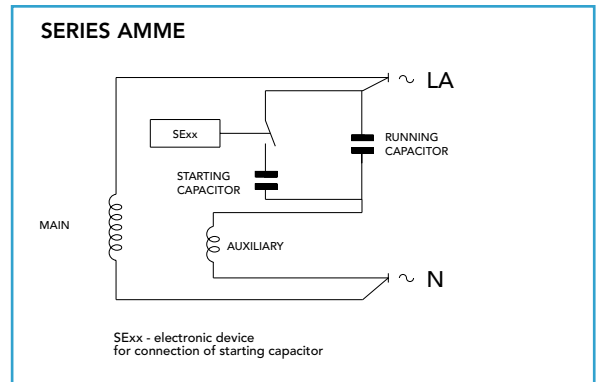 SERIES AMME
~ LA
SExx
RUNNING
CAPACITOR
STARTING
CAPACITOR
MAIN
AUXILIARY
~ N
SExx - electronic device
for connection of starting capacitor